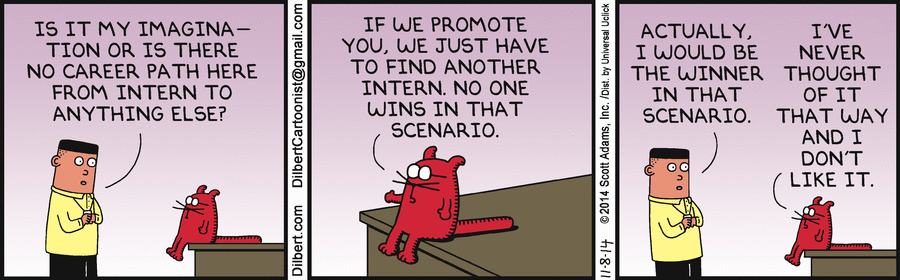 IS IT MY IMAGINA–
TION OR IS THERE
NO CAREER PATH HERE
FROM INTERN TO
ANYTHING ELSE?
Dilbert.com DilbertCartoonist@gmail.com
IF WE PROMOTE
YOU, WE JUST HAVE
TO FIND ANOTHER
INTERN. NO ONE
WINS IN THAT
SCENARIO.
11-8-14 © 2014 Scott Adams, Inc. /Dist. by Universal Uclick
ACTUALLY,
I WOULD BE
THE WINNER
IN THAT
SCENARIO.
I'VE
NEVER
THOUGHT
OF IT
THAT WAY
AND I
DON'T
LIKE IT.